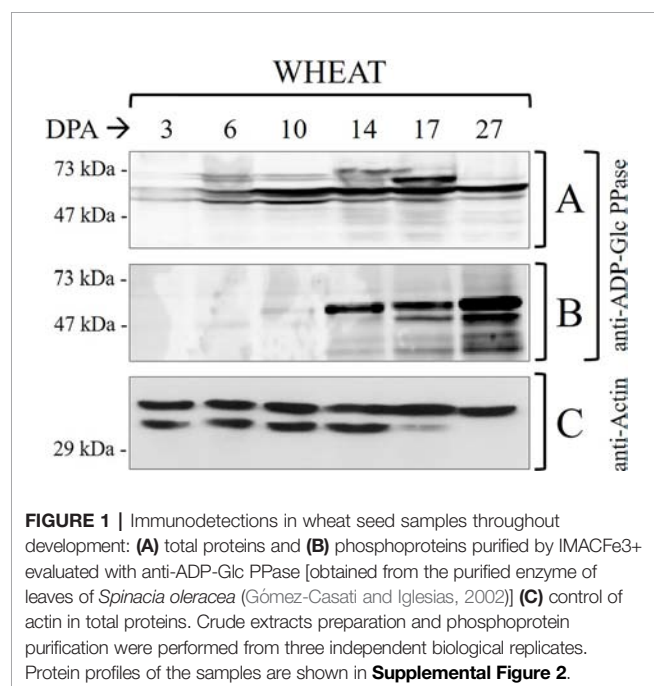 WHEAT
DPA → 3 6 10 14 17 27
73 kDa -
47 kDa -
A
73 kDa -
47 kDa -
B
anti-ADP-Glc PPase
29 kDa -
C
anti-Actin
FIGURE 1 | Immunodetections in wheat seed samples throughout
development: (A) total proteins and (B) phosphoproteins purified by IMACFe3+
evaluated with anti-ADP-Glc PPase [obtained from the purified enzyme of
leaves of Spinacia oleracea (Gómez-Casati and Iglesias, 2002)] (C) control of
actin in total proteins. Crude extracts preparation and phosphoprotein
purification were performed from three independent biological replicates.
Protein profiles of the samples are shown in Supplemental Figure 2.